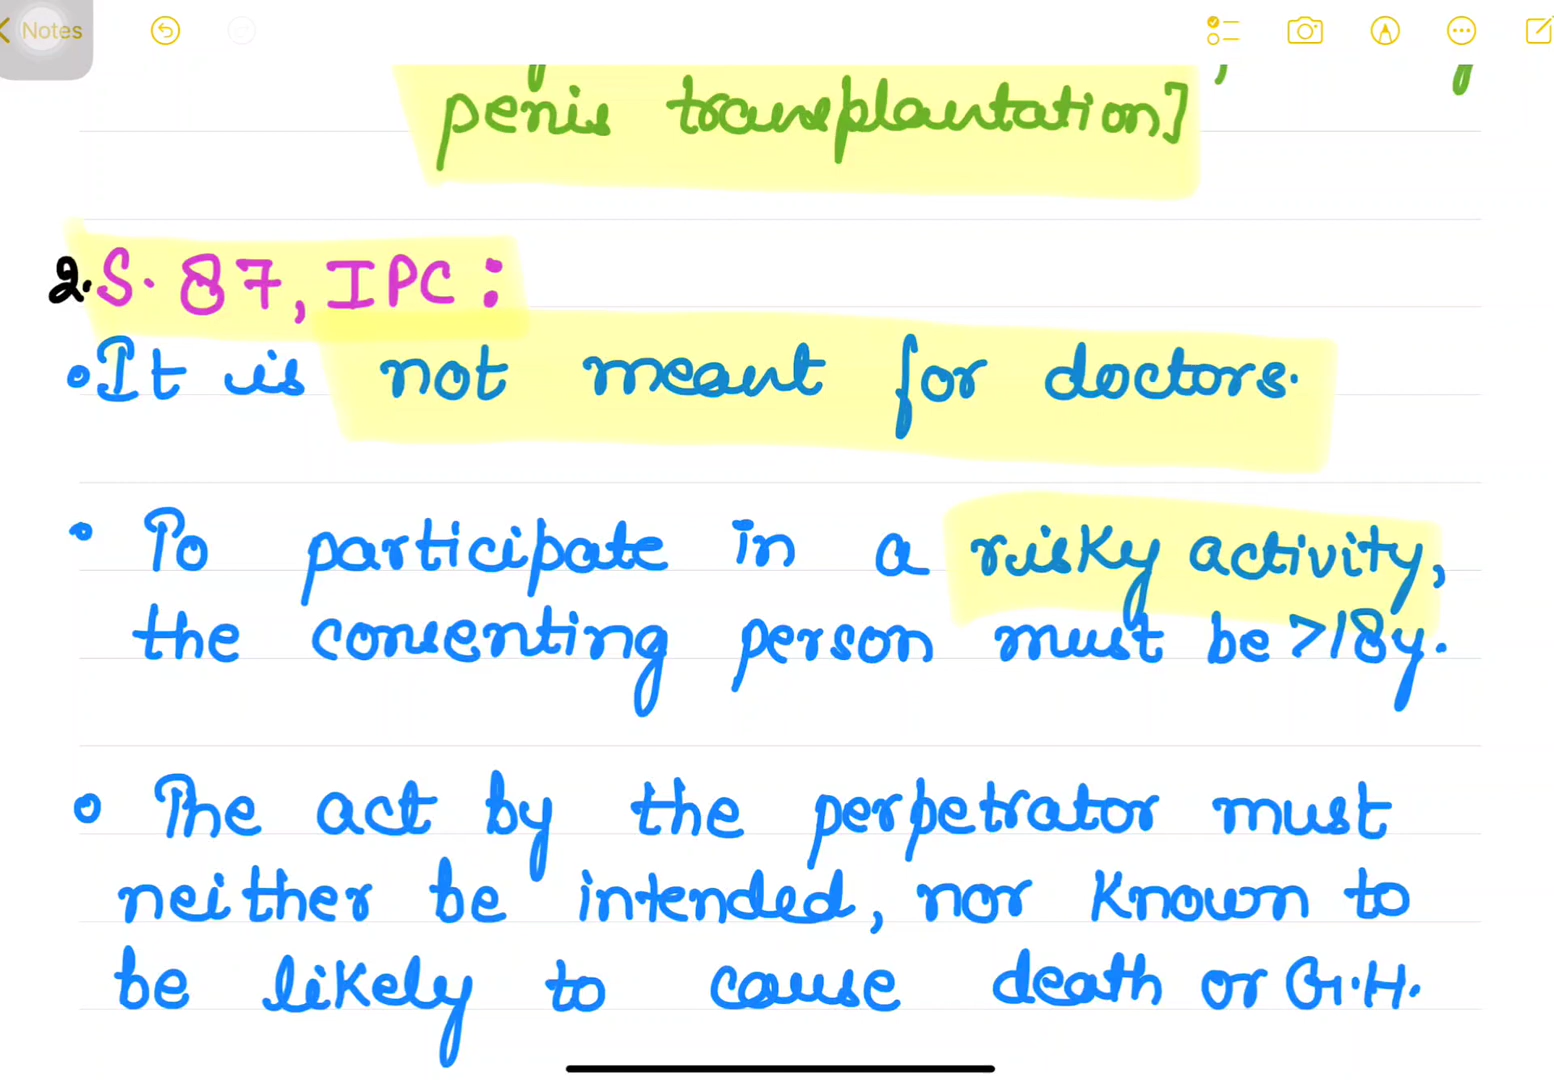 Notes
penis transplantation]
2. S. 87, IPC:
It is not meant for doctors.
To participate in a risky activity,
the consenting person must be >18y.
The act by the perpetrator must
neither be intended, nor known to
be likely to cause death or G.H.